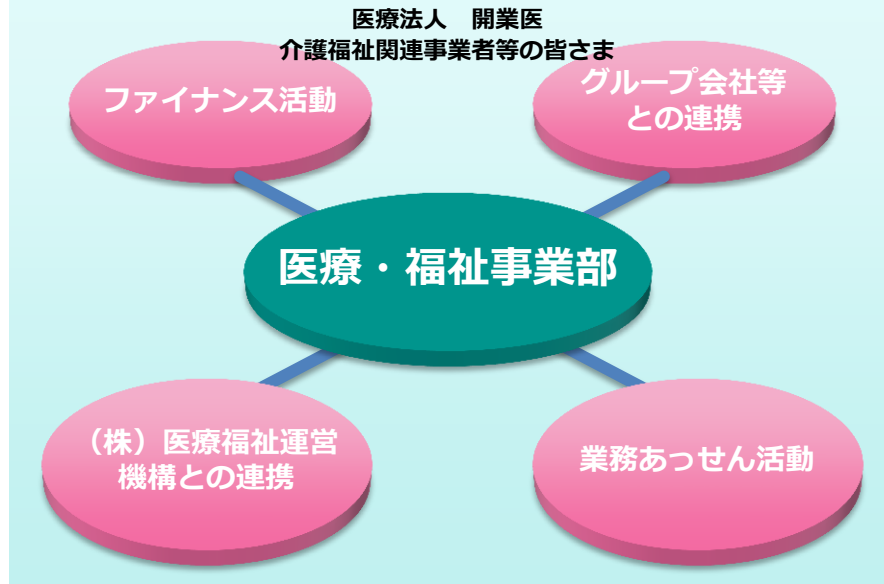 医療法人　開業医
介護福祉関連事業者等の皆さま
ファイナンス活動
グループ会社等
との連携
医療・福祉事業部
（株）医療福祉運営
機構との連携
業務あっせん活動